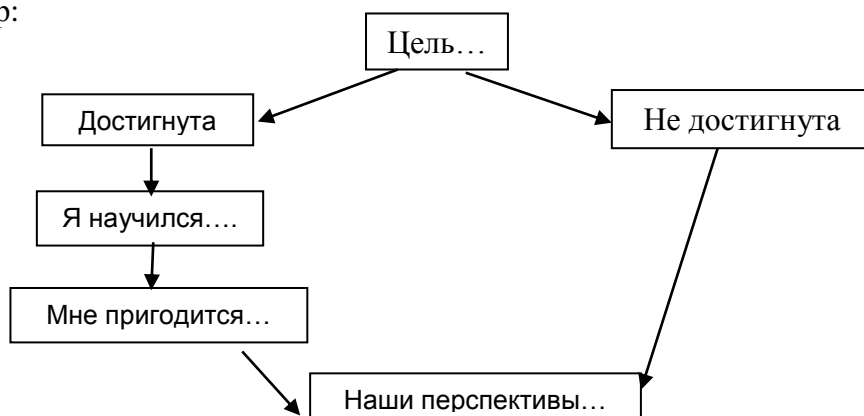 р:
Цель…
Достигнута
Не достигнута
Я научился….
Мне пригодится…
Наши перспективы…